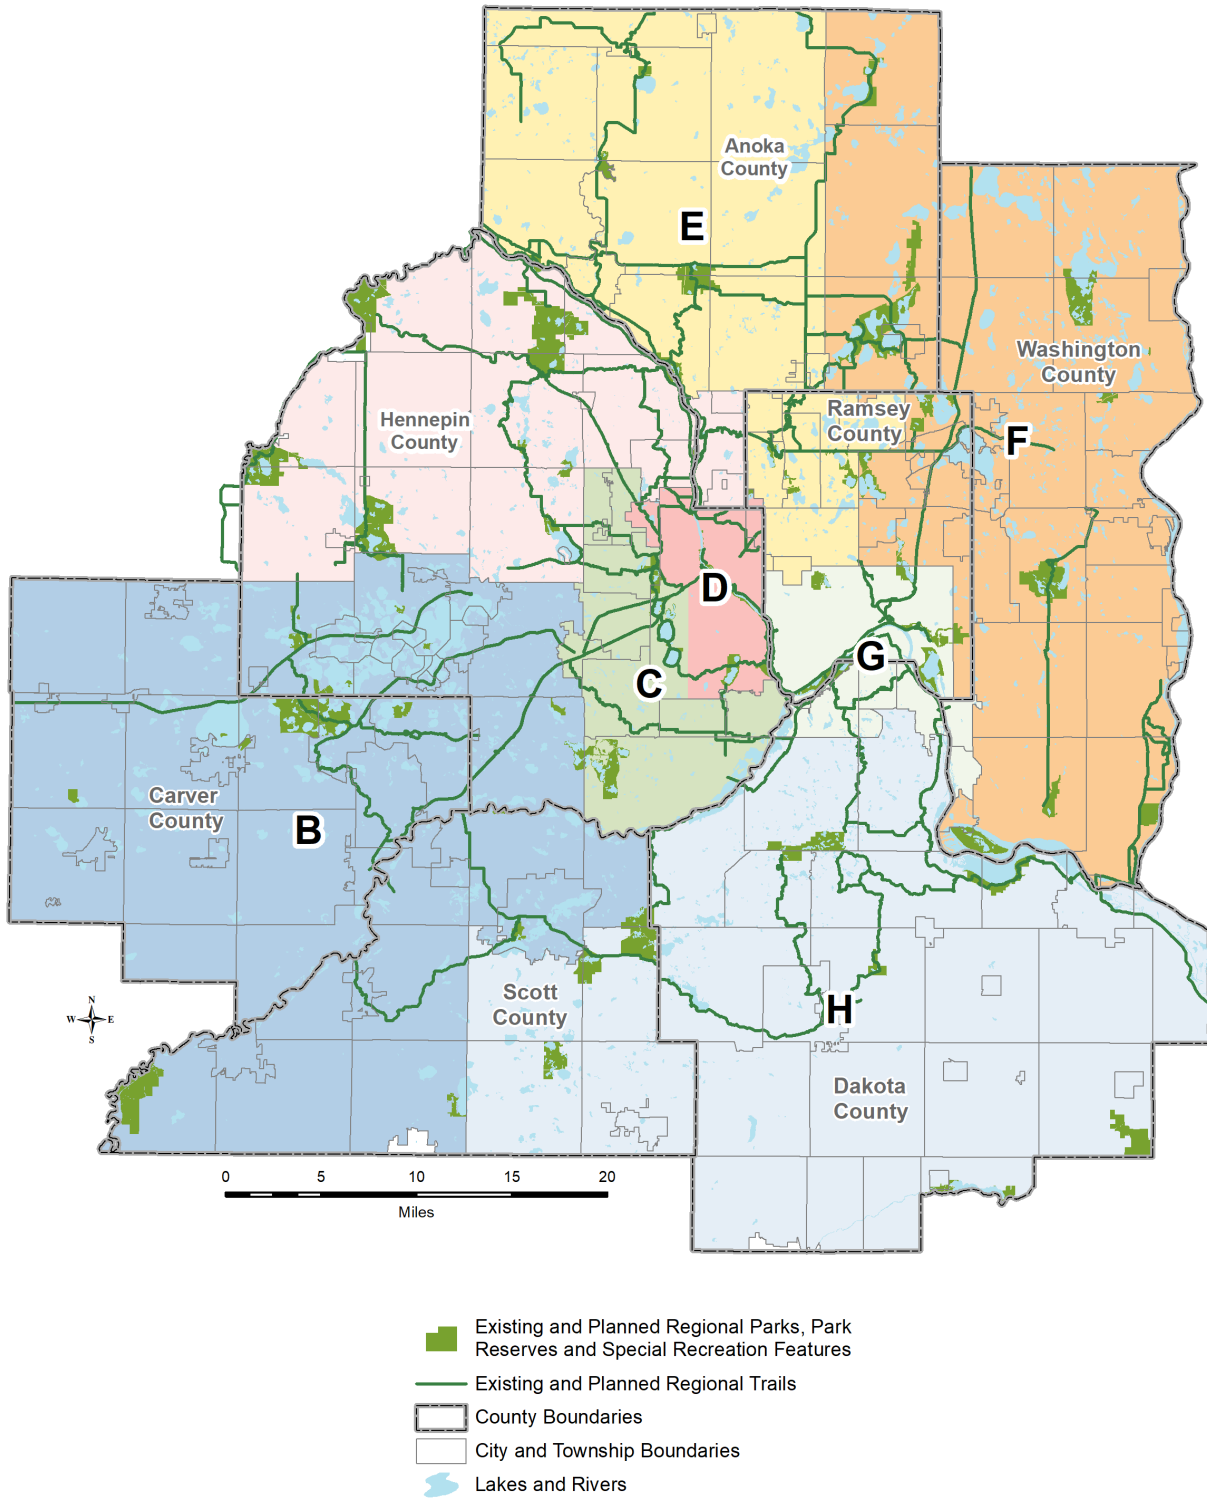 Anoka
County
E
Washington
County
Ramsey
County
Hennepin
County
F
D
G
C
Carver
County
B
Scott
County
H
N
W E
S
Dakota
County
0 5 10 15 20
Miles
Existing and Planned Regional Parks, Park
Reserves and Special Recreation Features
Existing and Planned Regional Trails
County Boundaries
City and Township Boundaries
Lakes and Rivers